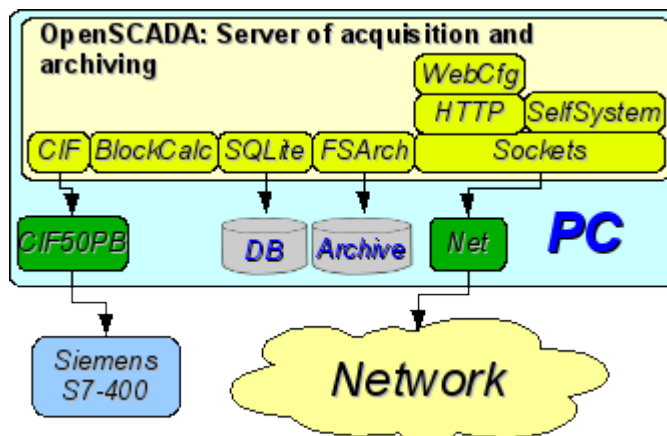 OpenSCADA: Server of acquisition and
archiving
WebCfg
HTTP
SelfSystem
CIF
BlockCalc
SQLite
FSArch
Sockets
CIF50PB
DB
Archive
Net
PC
Siemens
S7-400
Network